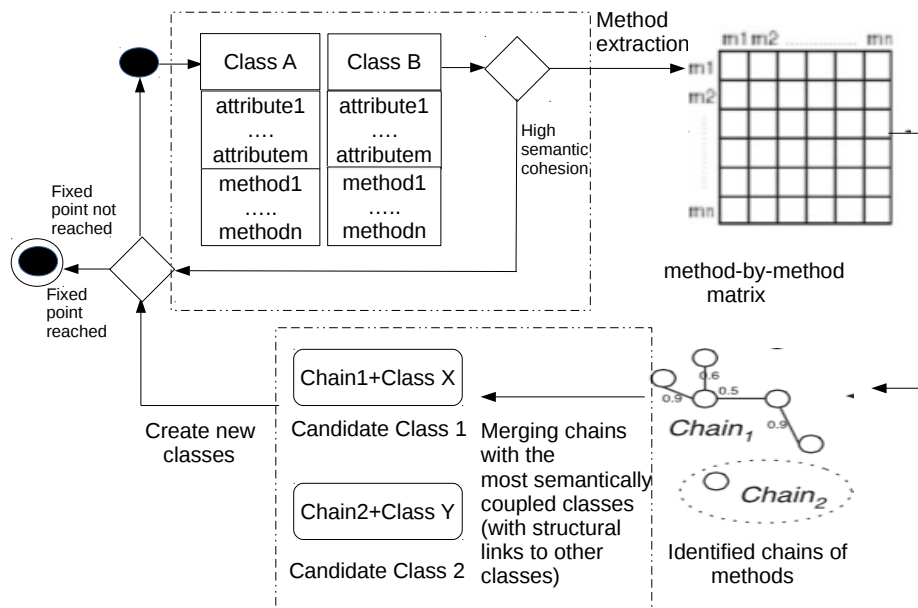 Method
extraction
m1 m2 ................ mn
m1
m2
mn
method-by-method
matrix
Class A
attribute1
....
attributem
method1
.....
methodn
Class B
attribute1
....
attributem
method1
.....
methodn
High
semantic
cohesion
Fixed
point not
reached
Fixed
point
reached
Create new
classes
Chain1+Class X
Candidate Class 1
Chain2+Class Y
Candidate Class 2
Merging chains
with the
most semantically
coupled classes
(with structural
links to other
classes)
0.6
0.9
0.5
0.9
Chain1
Chain2
Identified chains of
methods